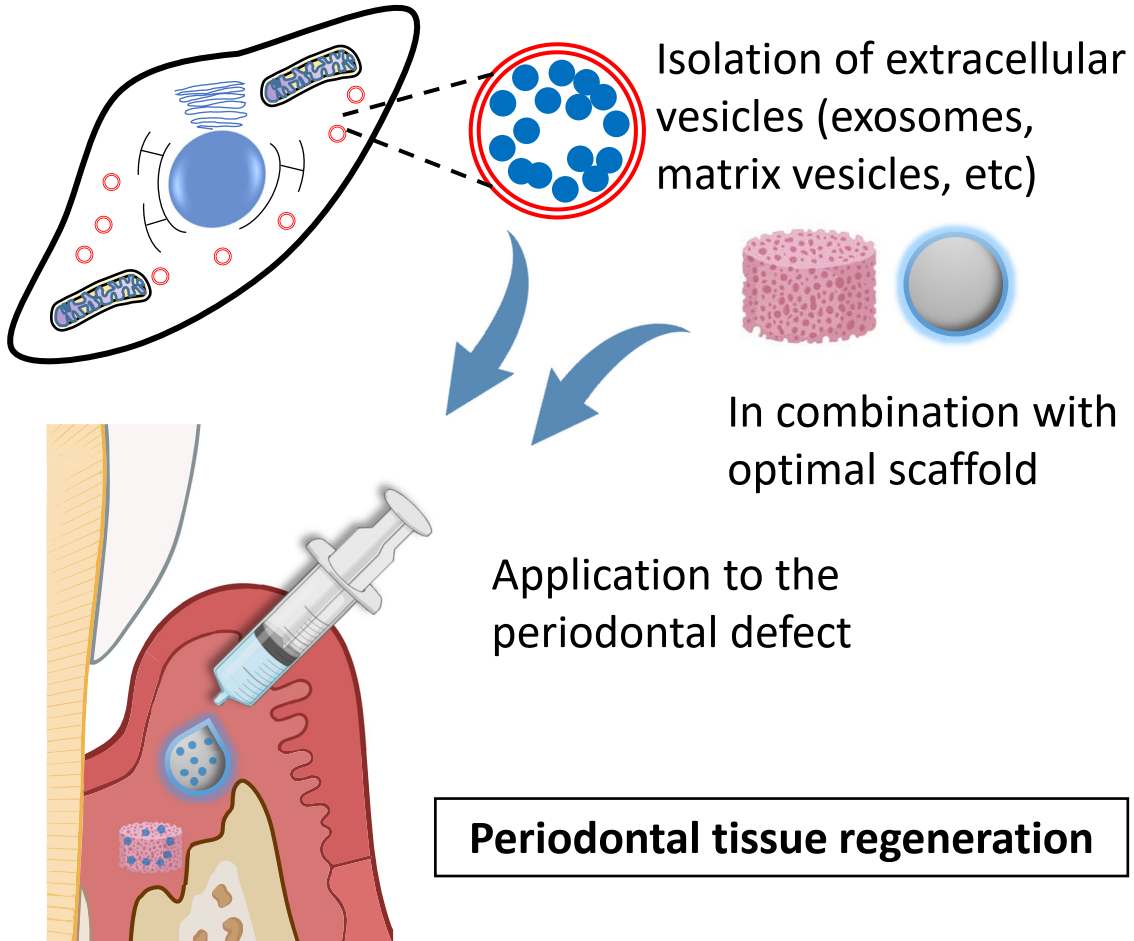 Isolation of extracellular
vesicles (exosomes,
matrix vesicles, etc)
In combination with
optimal scaffold
Application to the
periodontal defect
Periodontal tissue regeneration